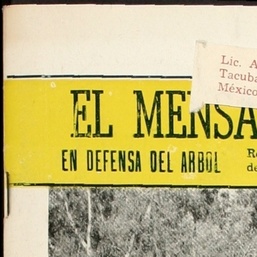 Lic. A
Tacuba
México
EL MENSA
EN DEFENSA DEL ARBOL
Re
de